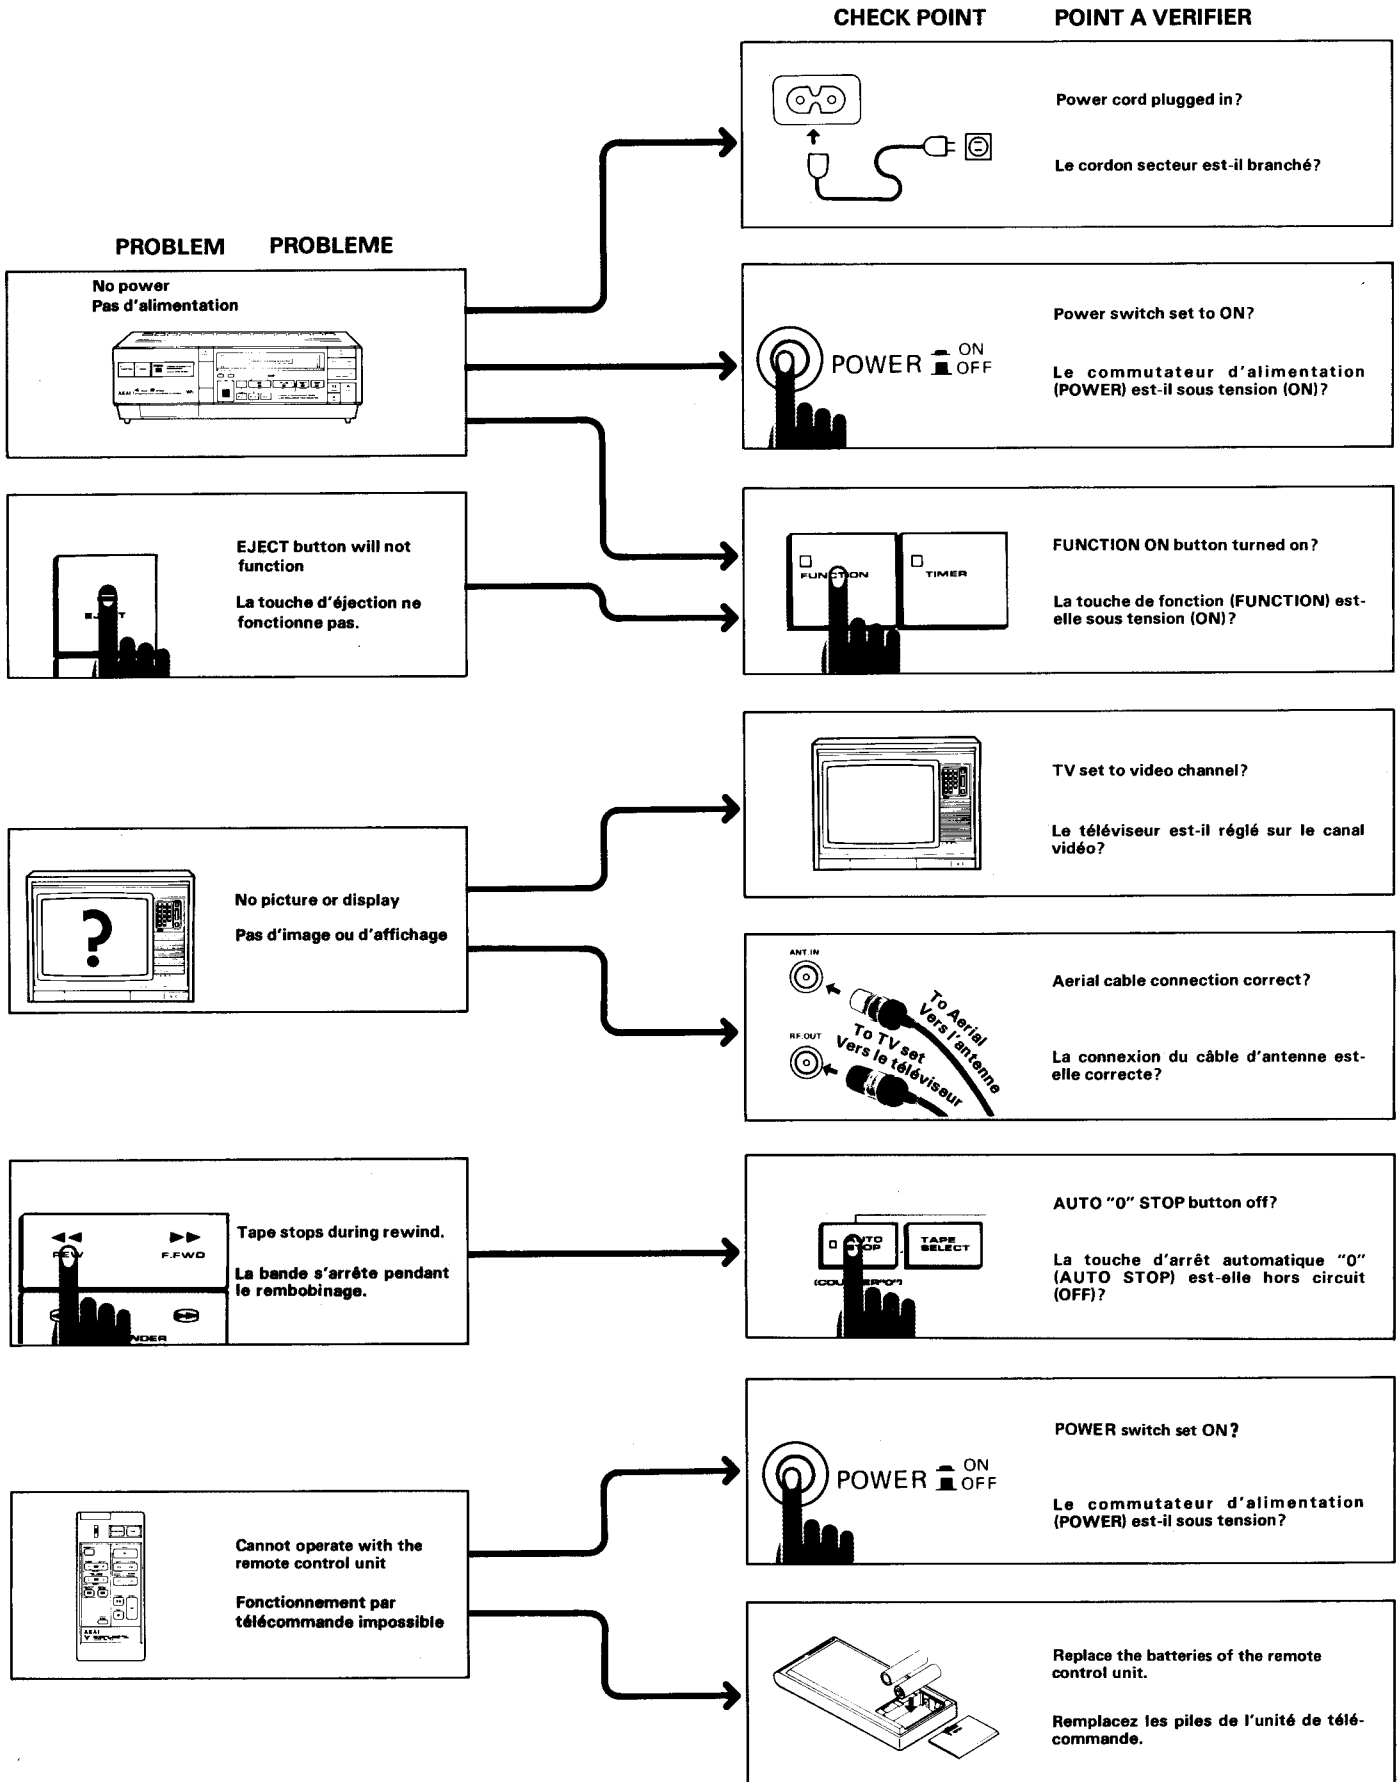 CHECK POINT POINT A VERIFIER
Power cord plugged in?
Le cordon secteur est-il branché?
PROBLEM PROBLEME
No power
Pas d'alimentation
AKAI
POWER ON
OFF
Power switch set to ON?
Le commutateur d'alimentation
(POWER) est-il sous tension (ON)?
EJECT button will not
function
La touche d'éjection ne
fonctionne pas.
FUNCTION
TIMER
FUNCTION ON button turned on?
La touche de fonction (FUNCTION) est-
elle sous tension (ON)?
TV set to video channel?
Le téléviseur est-il réglé sur le canal
vidéo?
No picture or display
Pas d'image ou d'affichage
ANT.IN
To Aerial
Vers l'antenne
RF.OUT
To TV set
Vers le téléviseur
Aerial cable connection correct?
La connexion du câble d'antenne est-
elle correcte?
REW
F.FWD
NDER
Tape stops during rewind.
La bande s'arrête pendant
le rembobinage.
AUTO
STOP
TAPE
SELECT
AUTO "0" STOP button off?
La touche d'arrêt automatique "0"
(AUTO STOP) est-elle hors circuit
(OFF)?
POWER ON
OFF
POWER switch set ON?
Le commutateur d'alimentation
(POWER) est-il sous tension?
AKAI
Cannot operate with the
remote control unit
Fonctionnement par
télécommande impossible
Replace the batteries of the remote
control unit.
Remplacez les piles de l'unité de télé-
commande.